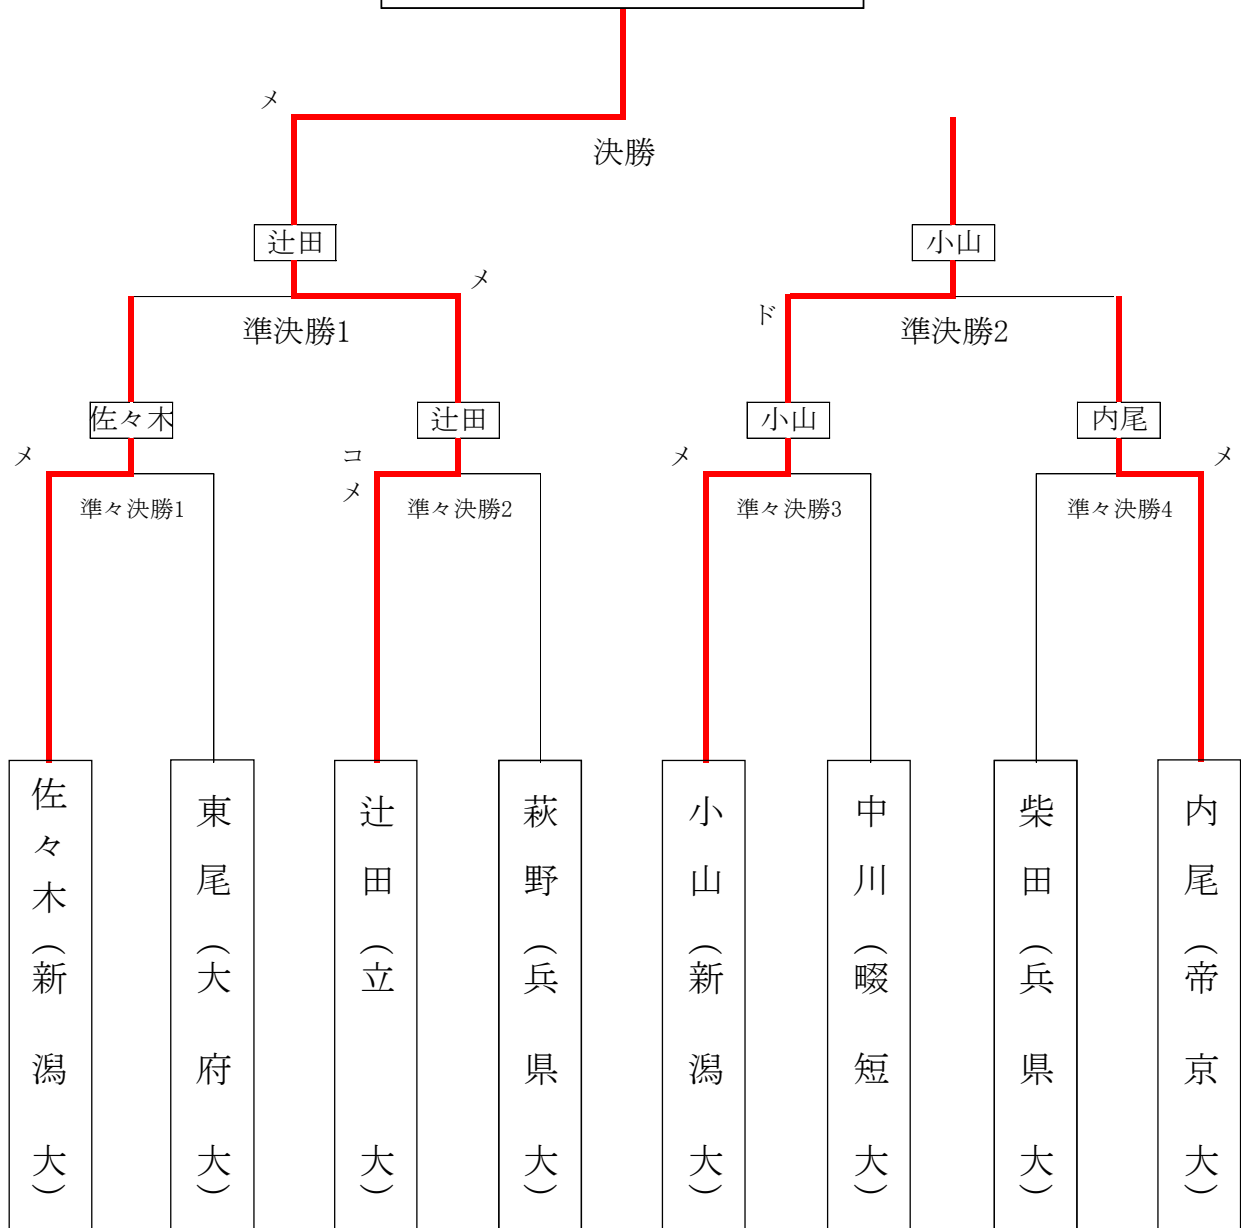 メ
決勝
辻田
小山
メ
ド
準決勝1
準決勝2
佐々木
辻田
小山
内尾
メ
コ
メ
メ
メ
準々決勝1
準々決勝2
準々決勝3
準々決勝4
佐々木(新潟大)
東尾(大府大)
辻田(立大)
萩野(兵県大)
小山(新潟大)
中川(畷短大)
柴田(兵県大)
内尾(帝京大)